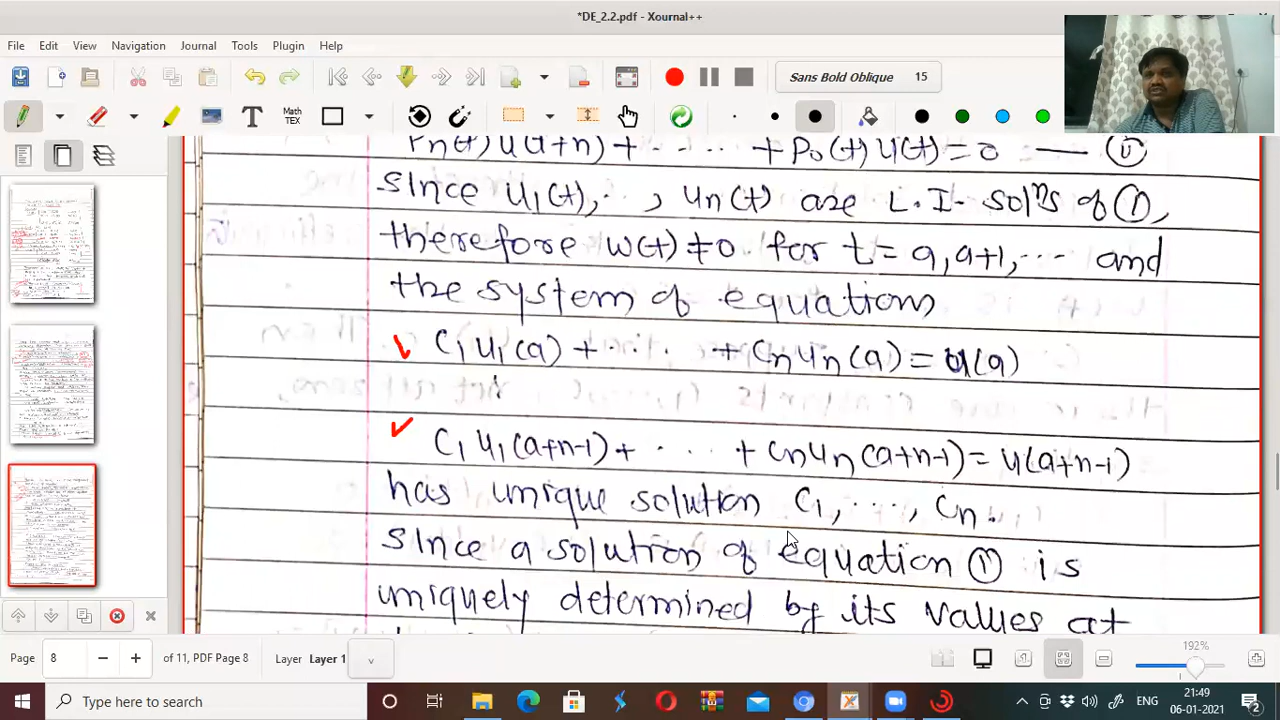 *DE_2.2.pdf - Xournal++
File Edit View Navigation Journal Tools Plugin Help
Sans Bold Oblique 15
Math TEX
Pn(t) u(t+n) + ..... + P0(t) u(t) = 0 —
since u1(t), .., un(t) are L.I. solns of ①,
therefore w(t) ≠ 0 for t = a, a+1, ... and
the system of equations
C1 u1(a) + ... . + Cn un(a) = u(a)
C1 u1(a+n-1) + . ... + Cn un(a+n-1) = u(a+n-1)
has unique solution C1, ..., Cn.
since a solution of equation ① is
uniquely determined by its values at
Page 8 of 11, PDF Page 8 Layer Layer 1 192%
Type here to search ENG 21:49
06-01-2021 2